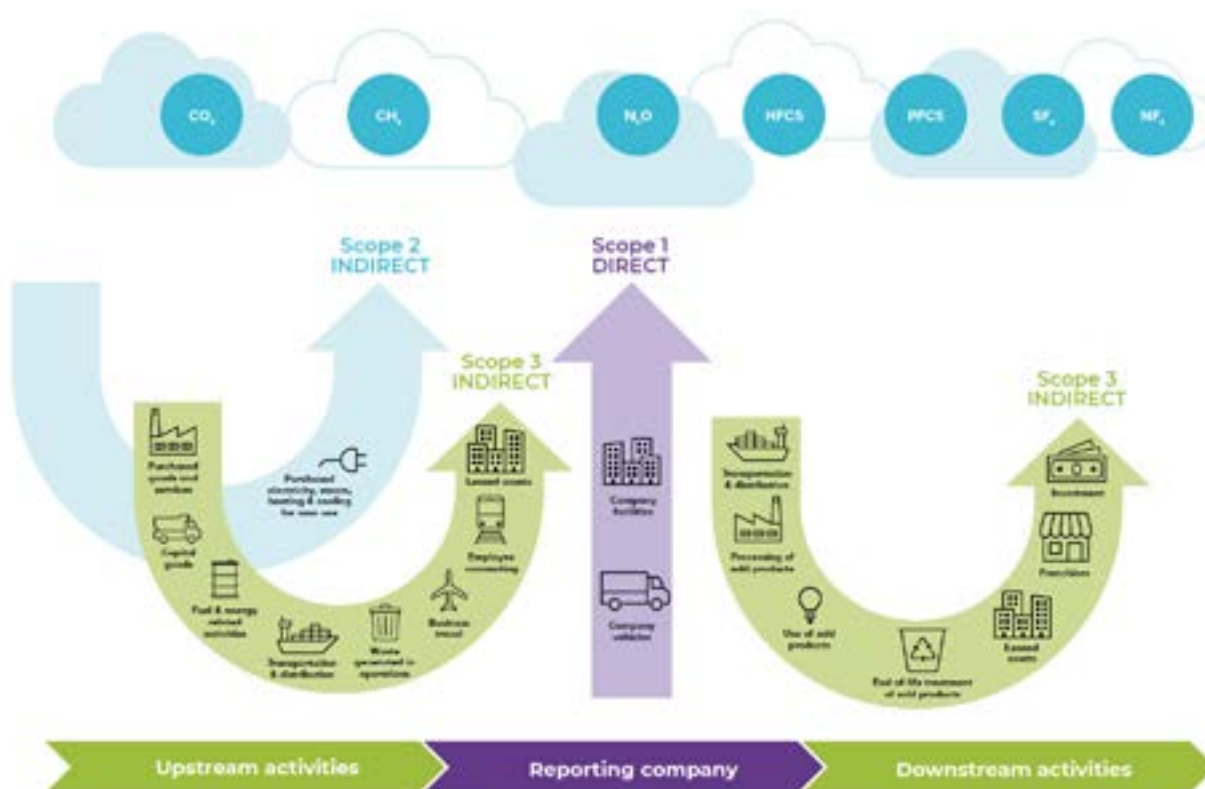 CO₂
CH₄
N₂O
HFCS
PFCS
SF₆
NF₃
Scope 2
INDIRECT
Scope 1
DIRECT
Scope 3
INDIRECT
Scope 3
INDIRECT
Purchased
goods and
services
Capital
goods
Fuel & energy
related
activities
Transportation
& distribution
Waste
generated in
operations
Business
travel
Employee
commuting
Leased assets
Purchased
electricity, steam,
heating & cooling
for own use
Company
facilities
Company
vehicles
Transportation
& distribution
Processing of
sold products
Use of sold
products
End of life treatment
of sold products
Leased
assets
Franchises
Investment
Upstream activities
Reporting company
Downstream activities